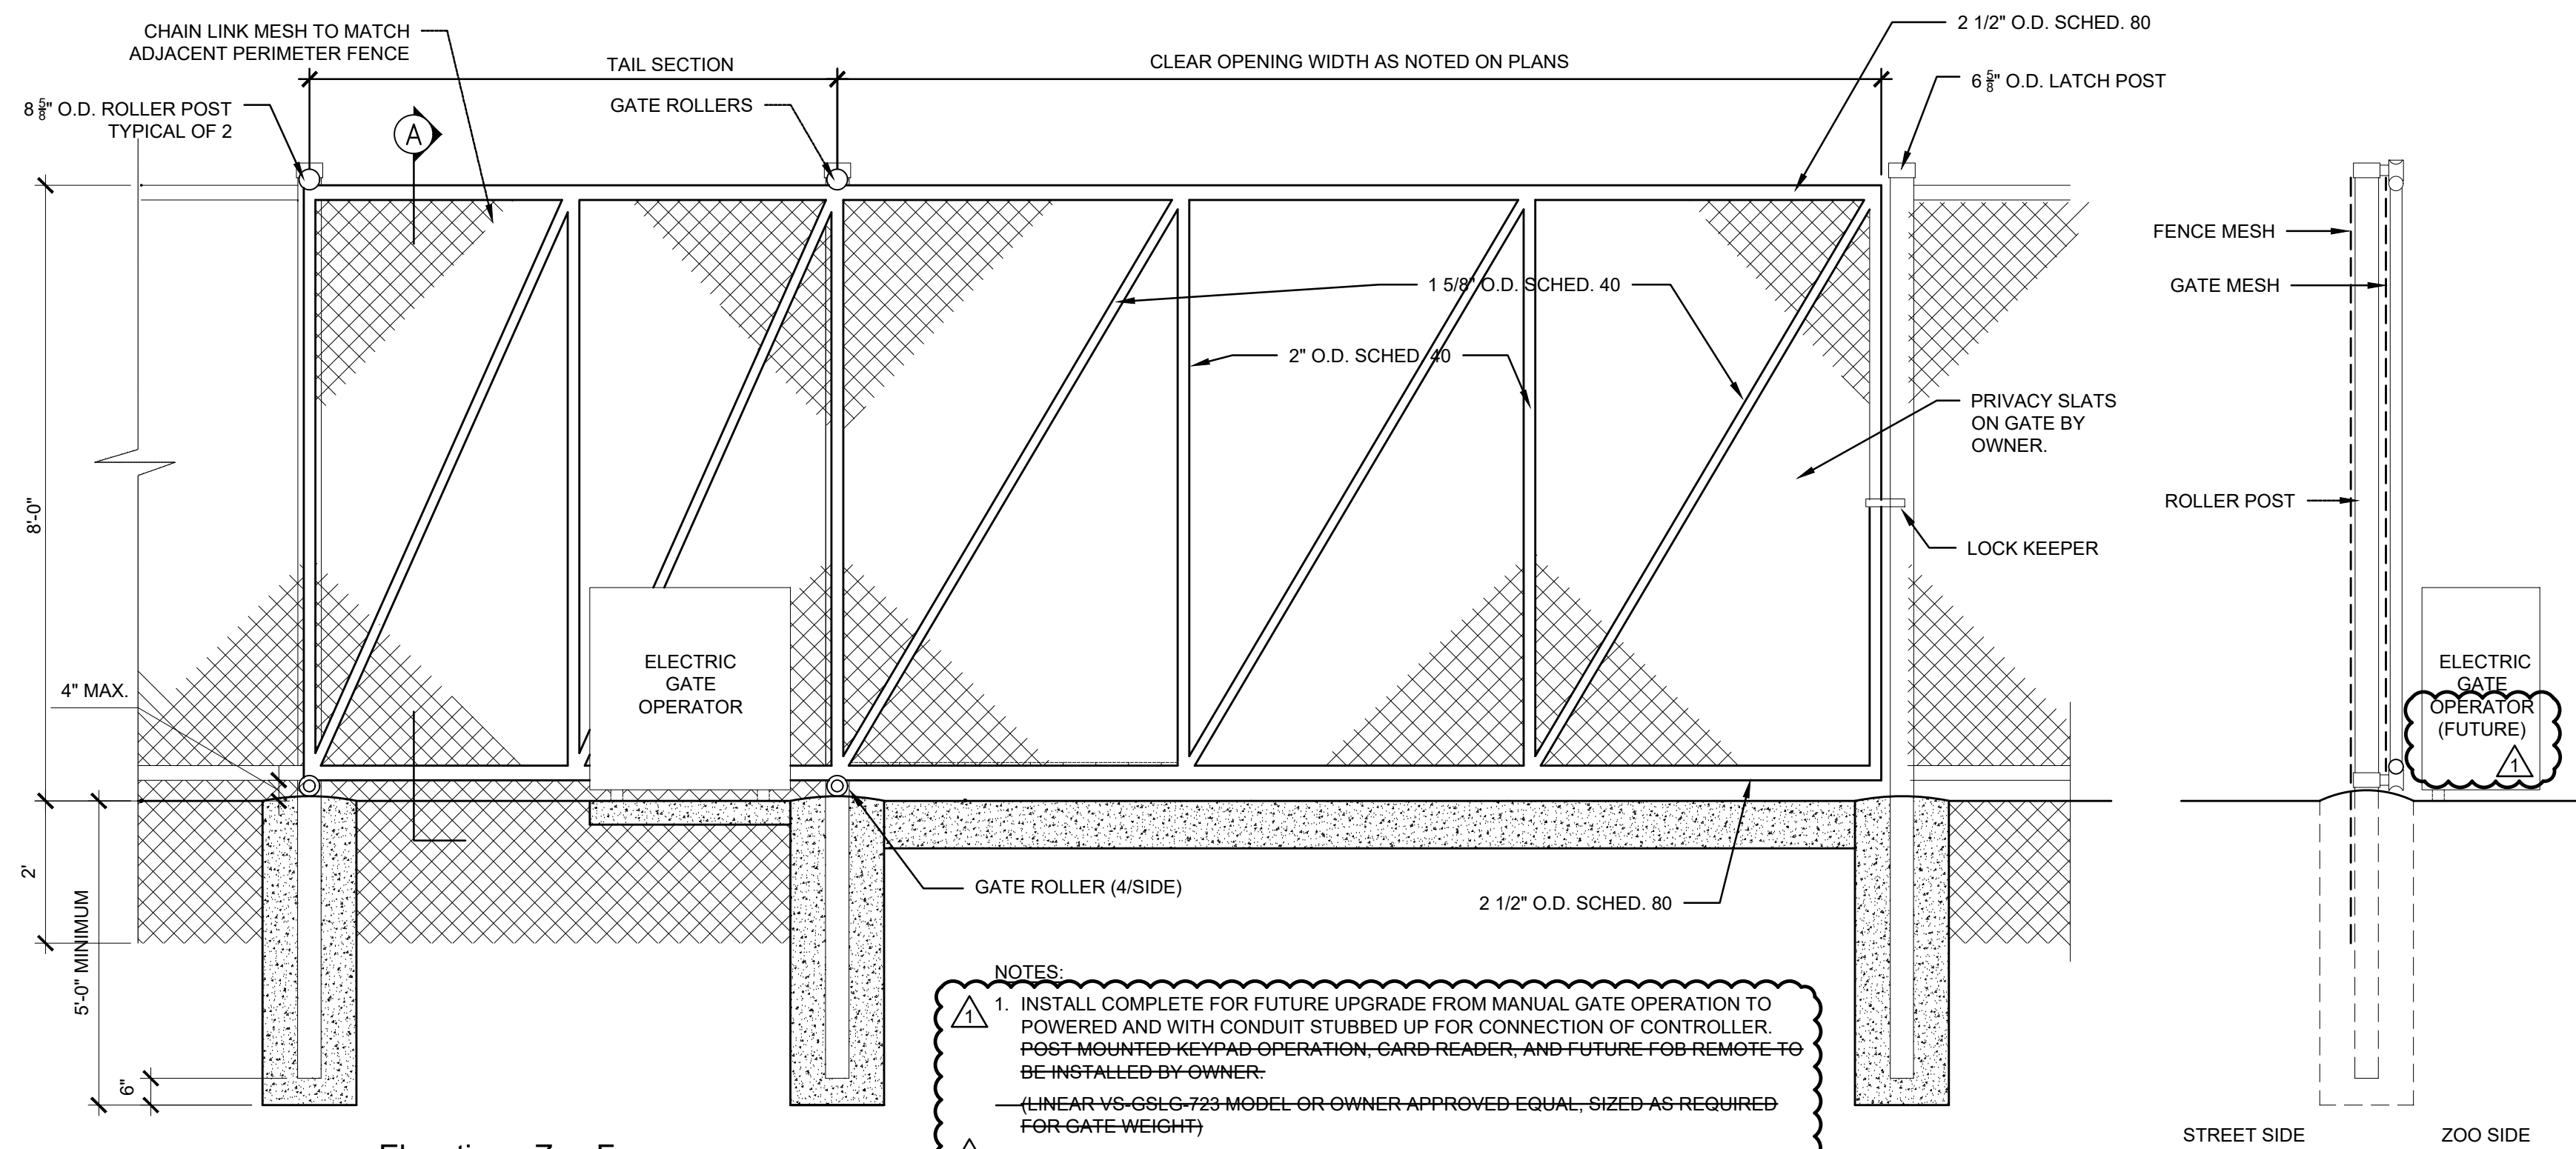 CHAIN LINK MESH TO MATCH
ADJACENT PERIMETER FENCE
TAIL SECTION
CLEAR OPENING WIDTH AS NOTED ON PLANS
2 1/2" O.D. SCHED. 80
6 5/8" O.D. LATCH POST
8 5/8" O.D. ROLLER POST
TYPICAL OF 2
GATE ROLLERS
A
FENCE MESH
GATE MESH
1 5/8" O.D. SCHED. 40
2" O.D. SCHED. 40
PRIVACY SLATS
ON GATE BY
OWNER.
ROLLER POST
LOCK KEEPER
8'-0"
4" MAX.
ELECTRIC
GATE
OPERATOR
ELECTRIC
GATE
OPERATOR
(FUTURE)
1
2'
5'-0" MINIMUM
6"
GATE ROLLER (4/SIDE)
2 1/2" O.D. SCHED. 80
NOTES:
1
1. INSTALL COMPLETE FOR FUTURE UPGRADE FROM MANUAL GATE OPERATION TO
POWERED AND WITH CONDUIT STUBBED UP FOR CONNECTION OF CONTROLLER.
POST MOUNTED KEYPAD OPERATION, CARD READER, AND FUTURE FOB REMOTE TO
BE INSTALLED BY OWNER.
(LINEAR VS-GSLG-723 MODEL OR OWNER APPROVED EQUAL, SIZED AS REQUIRED
FOR GATE WEIGHT)
STREET SIDE
ZOO SIDE